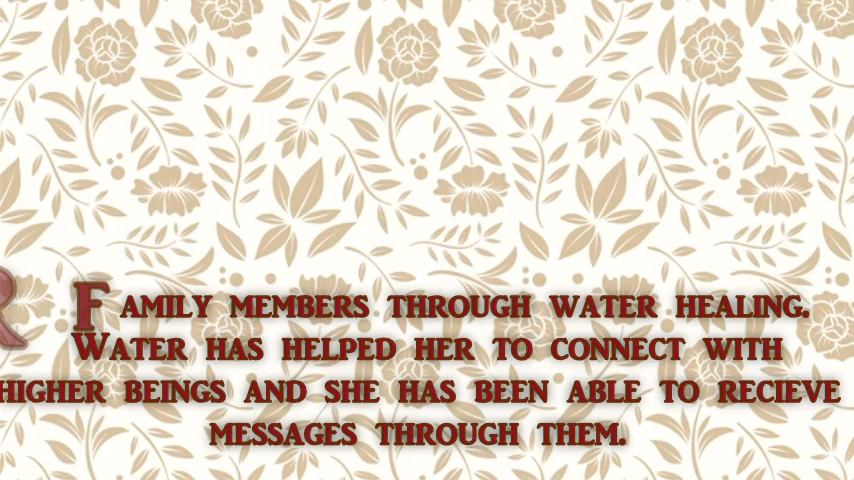 R
FAMILY MEMBERS THROUGH WATER HEALING.
WATER HAS HELPED HER TO CONNECT WITH
HIGHER BEINGS AND SHE HAS BEEN ABLE TO RECIEVE
MESSAGES THROUGH THEM.